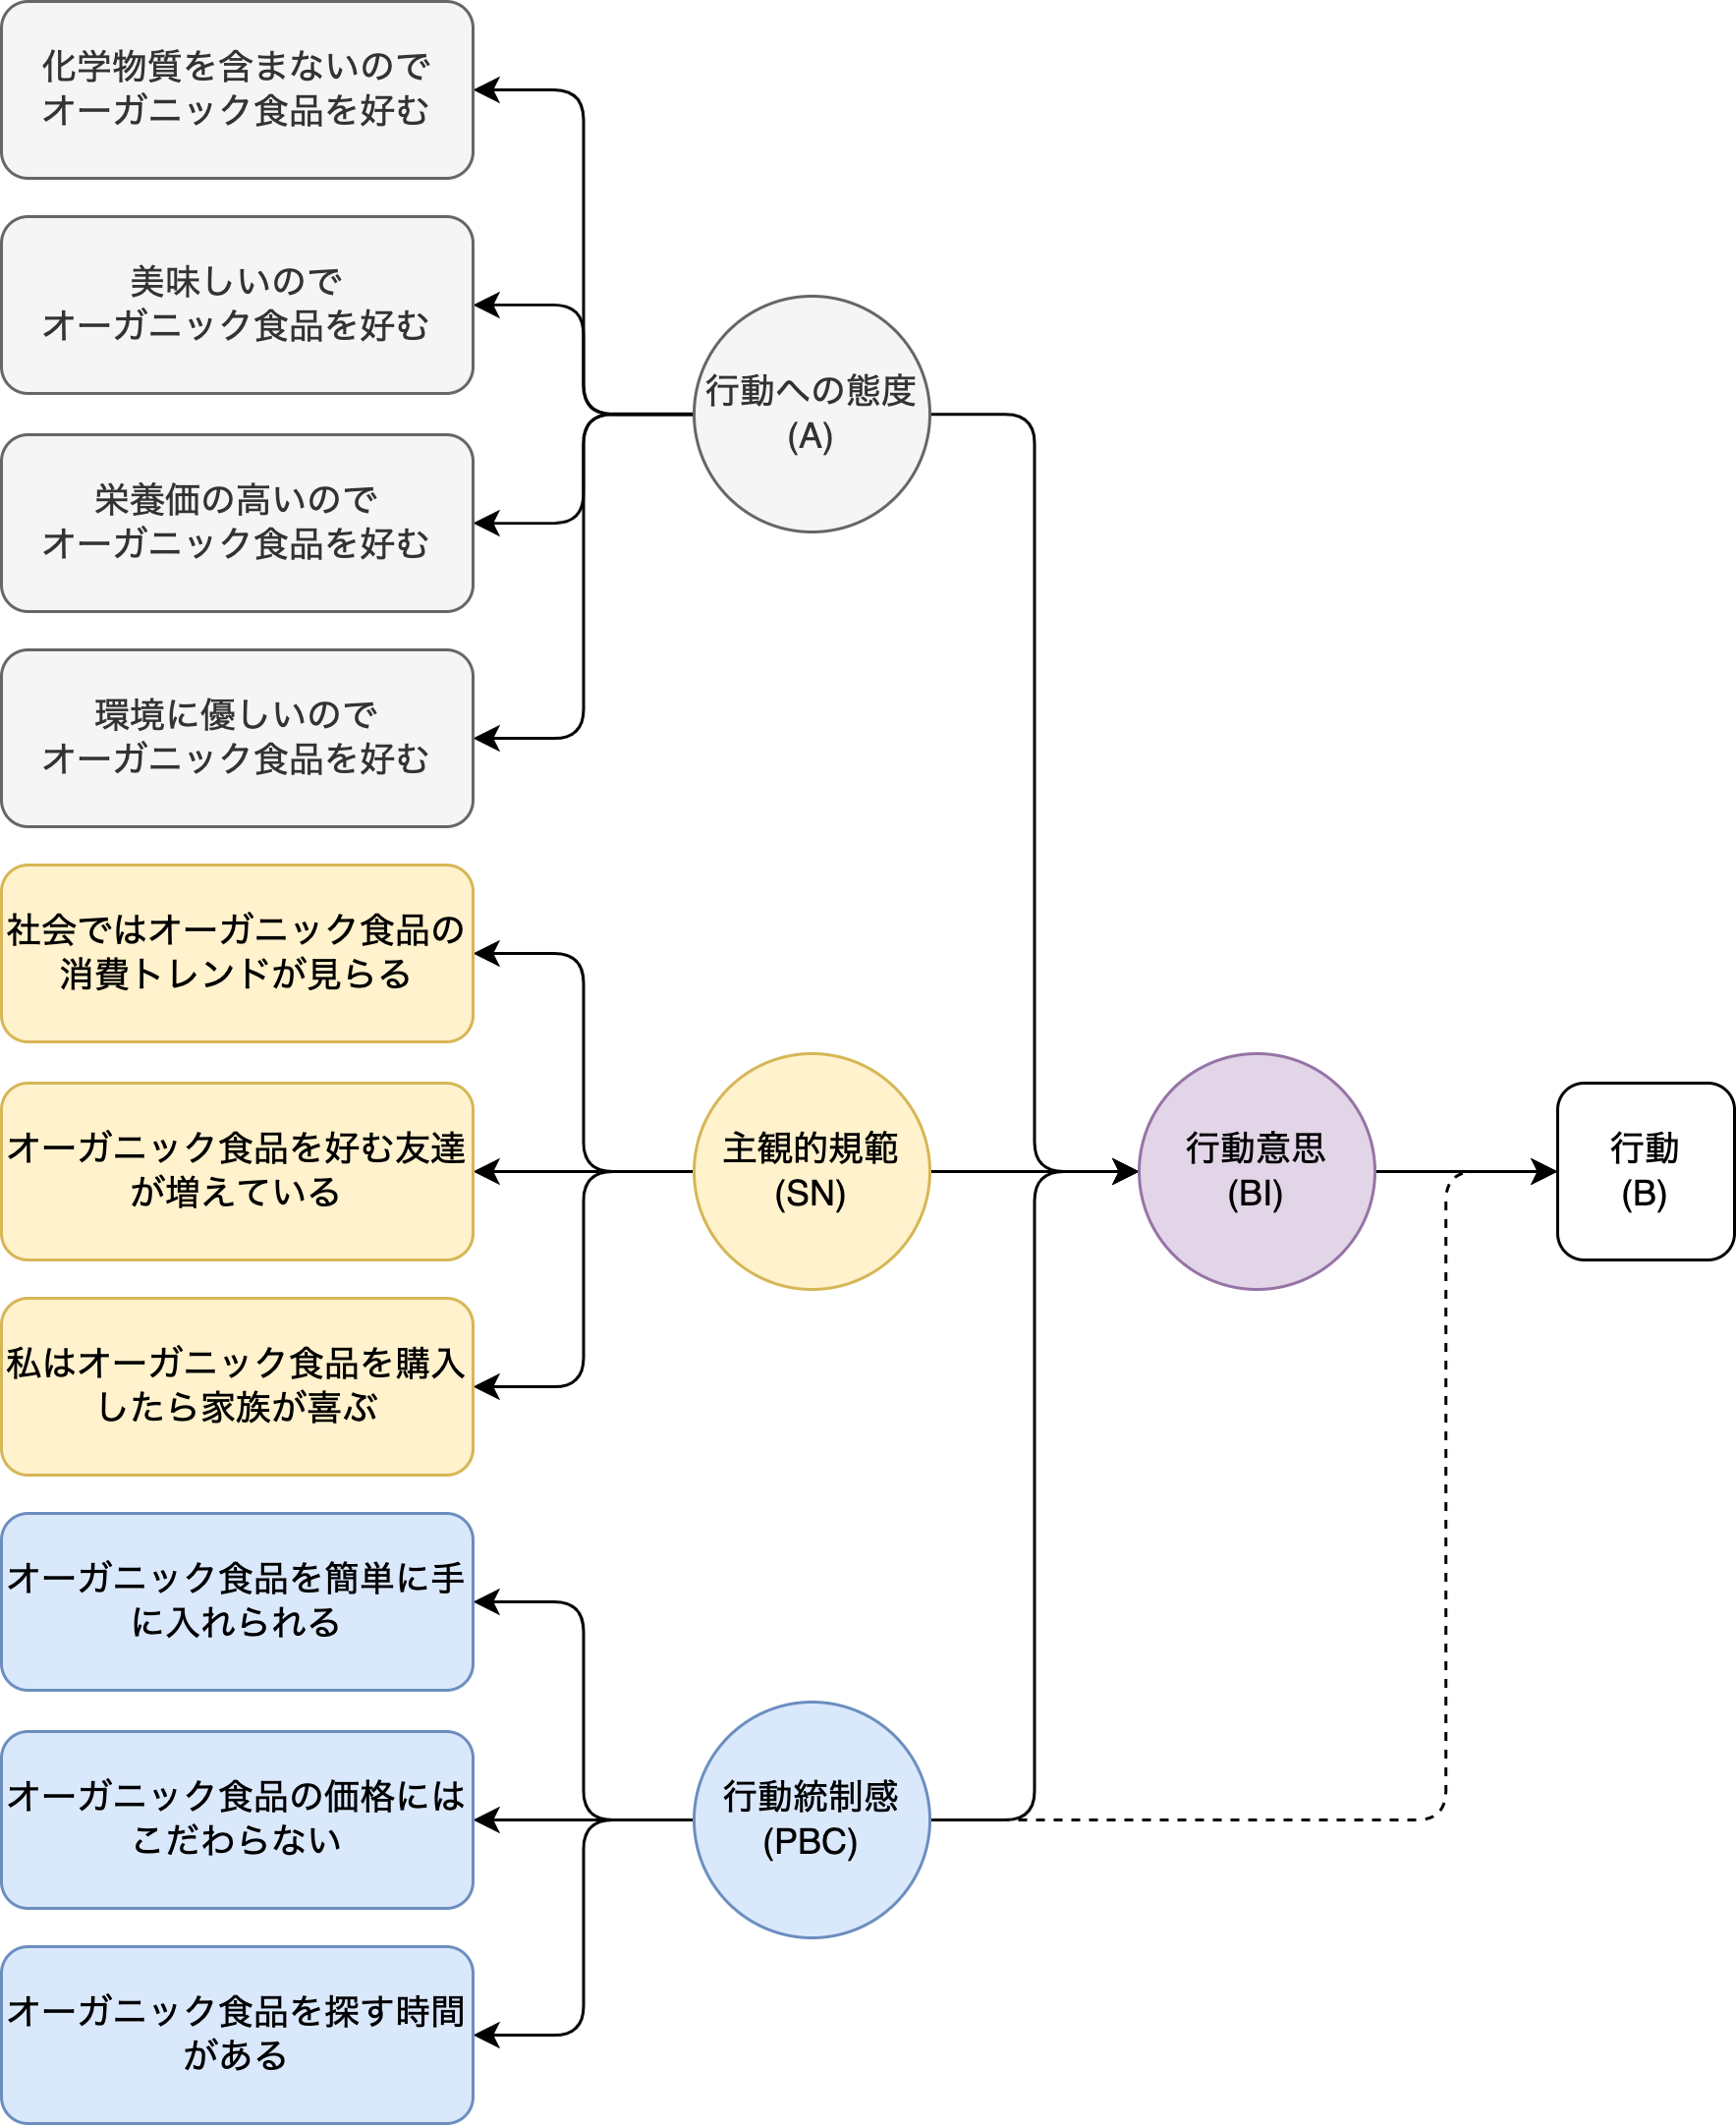 化学物質を含まないので
オーガニック食品を好む
美味しいので
オーガニック食品を好む
栄養価の高いので
オーガニック食品を好む
環境に優しいので
オーガニック食品を好む
行動への態度
(A)
社会ではオーガニック食品の
消費トレンドが見らる
オーガニック食品を好む友達
が増えている
私はオーガニック食品を購入
したら家族が喜ぶ
主観的規範
(SN)
行動意思
(BI)
行動
(B)
オーガニック食品を簡単に手
に入れられる
オーガニック食品の価格には
こだわらない
オーガニック食品を探す時間
がある
行動統制感
(PBC)